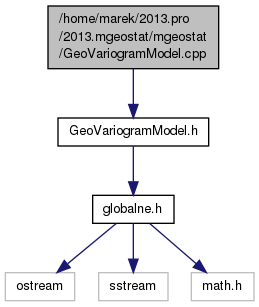 /home/marek/2013.pro
/2013.mgeostat/mgeostat
/GeoVariogramModel.cpp
GeoVariogramModel.h
globalne.h
ostream
sstream
math.h